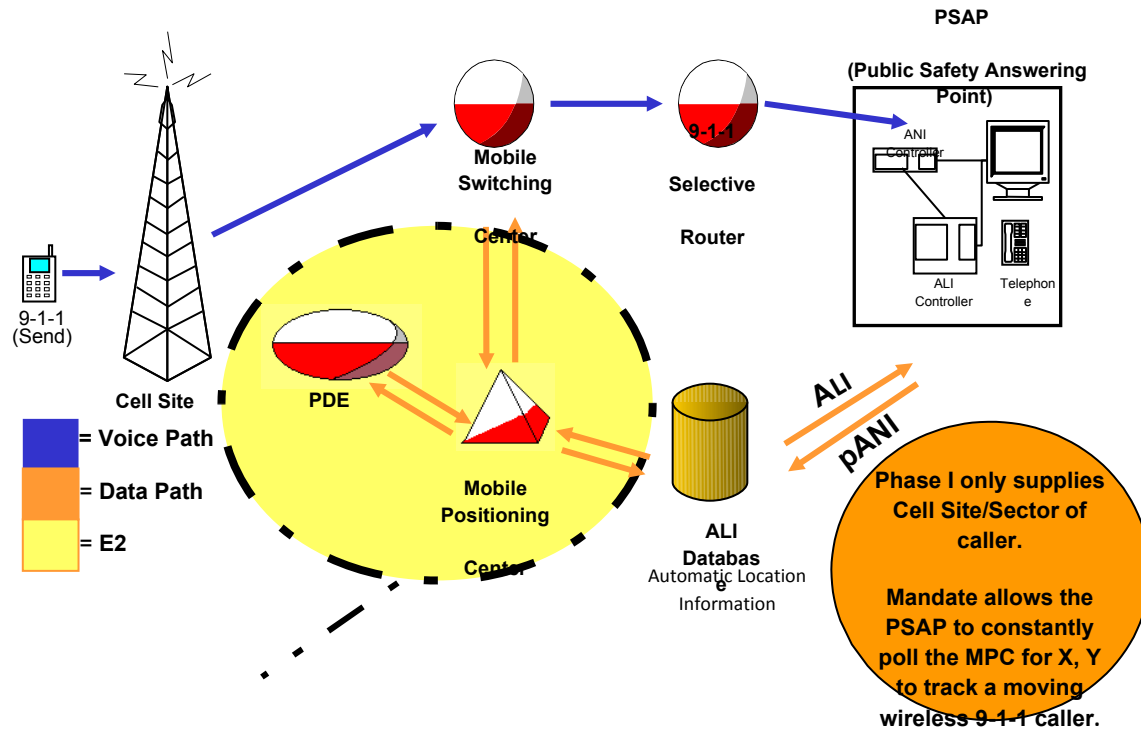 PSAP
(Public Safety Answering
Point)
ANI
Controller
ALI
Controller
Telephon
e
9-1-1
Mobile
Switching
Center
Selective
Router
9-1-1
(Send)
Cell Site
PDE
Mobile
Positioning
Center
ALI
Databas
e
Automatic Location
Information
ALI
pANI
= Voice Path
= Data Path
= E2
Phase I only supplies
Cell Site/Sector of
caller.
Mandate allows the
PSAP to constantly
poll the MPC for X, Y
to track a moving
wireless 9-1-1 caller.